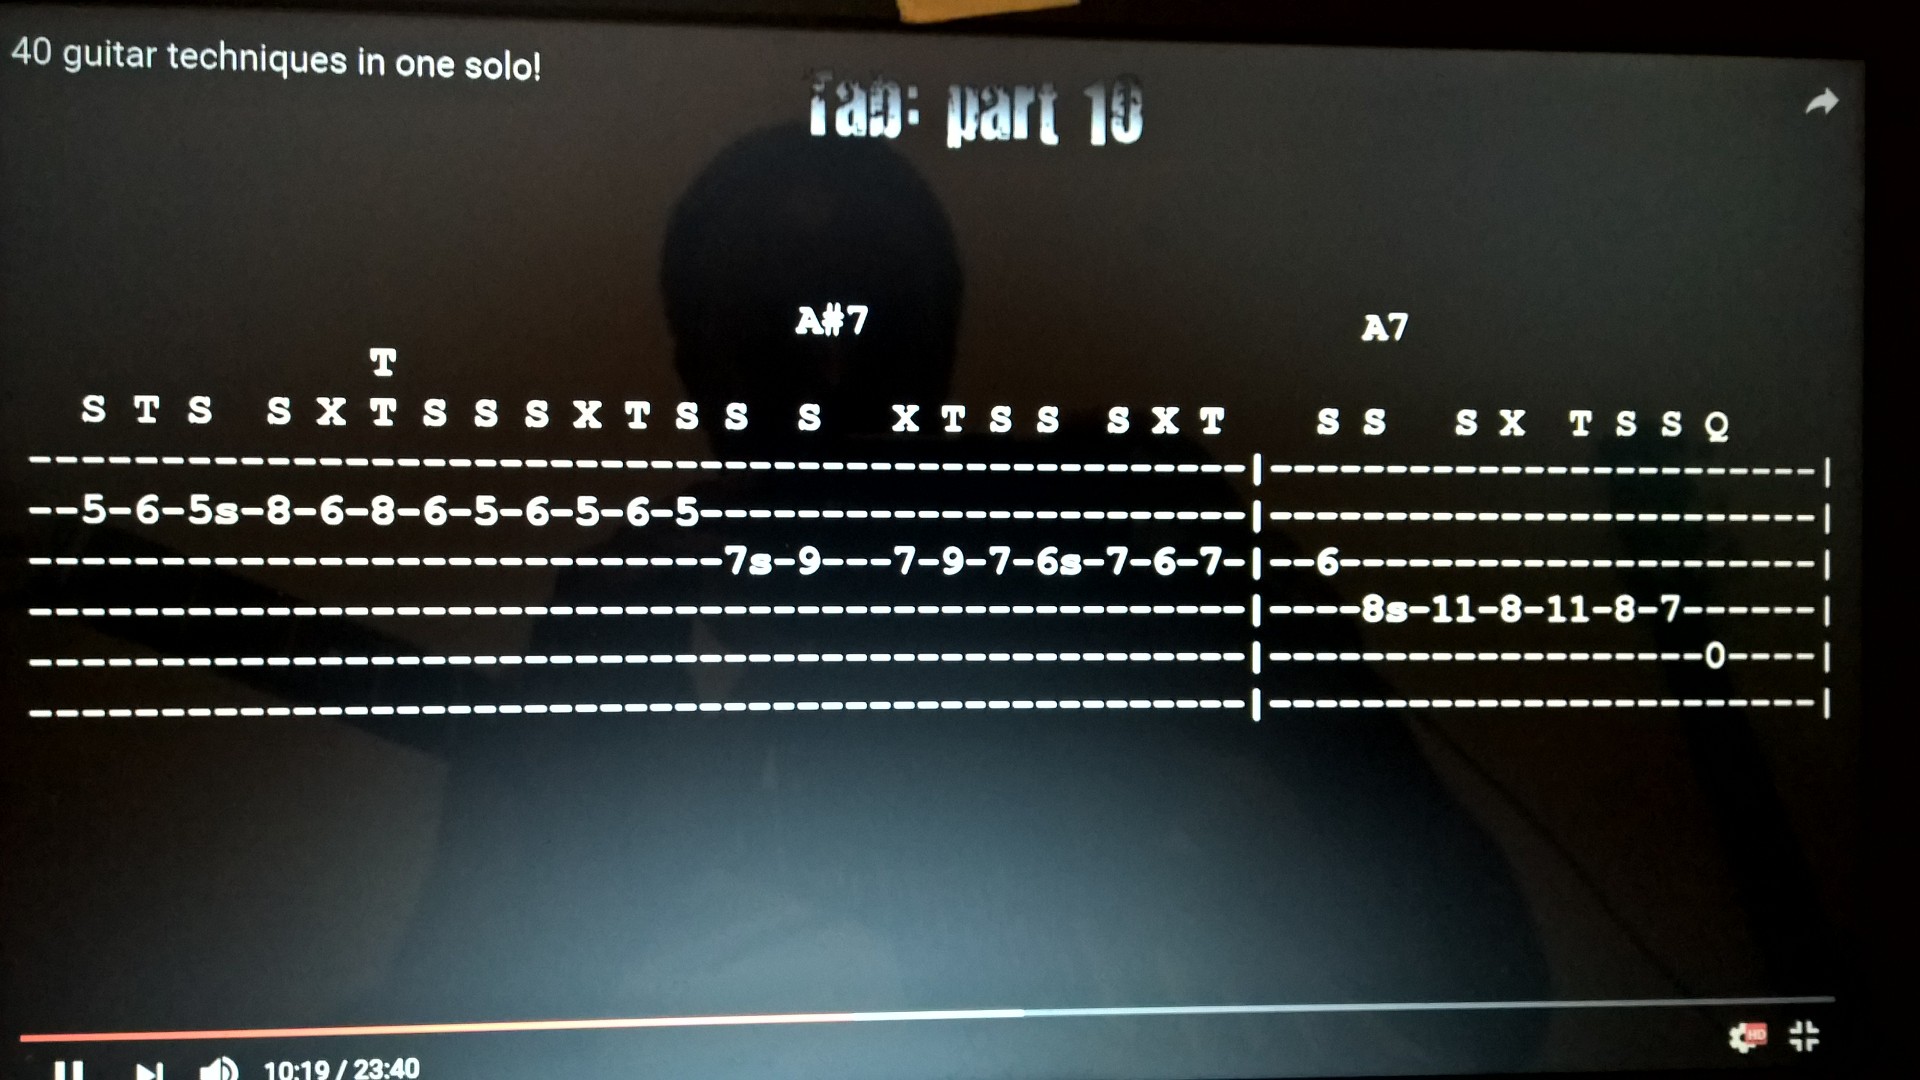 40 guitar techniques in one solo!
Tab: part 10
A#7 A7
T
S T S S X T S S S X T S S S X T S S S X T S S S X T S S Q
-----------------------------------------------|-----------------------|
--5-6-5s-8-6-8-6-5-6-5-6-5---------------------|-----------------------|
---------------------------7s-9---7-9-7-6s-7-6-7-|--6--------------------|
-----------------------------------------------|----8s-11-8-11-8-7------|
-----------------------------------------------|------------------0----|
-----------------------------------------------|-----------------------|
HD
10:19 / 23:40